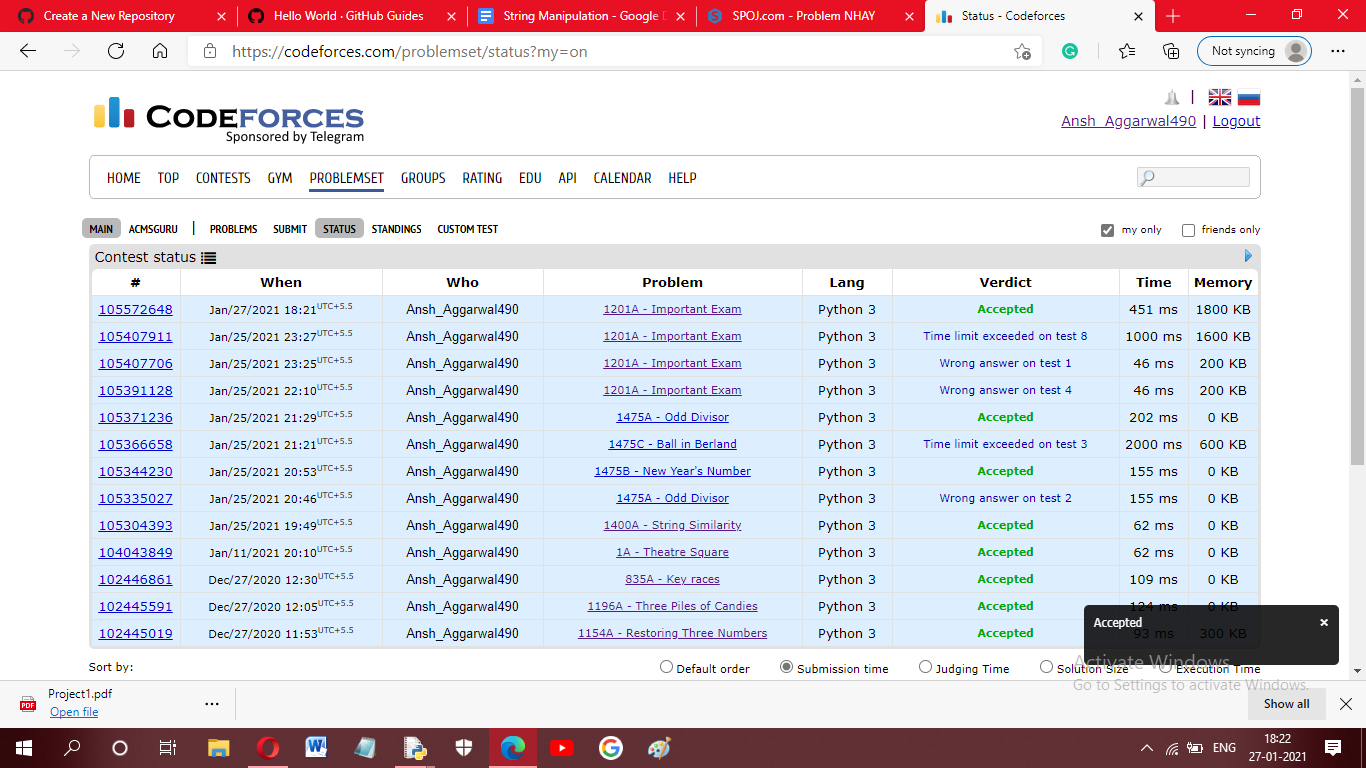 Create a New Repository
Hello World · GitHub Guides
String Manipulation - Google D
SPOJ.com - Problem NHAY
Status - Codeforces
https://codeforces.com/problemset/status?my=on
Not syncing
CODEFORCES
Sponsored by Telegram
Ansh_Aggarwal490 | Logout
HOME TOP CONTESTS GYM PROBLEMSET GROUPS RATING EDU API CALENDAR HELP
MAIN ACMSGURU | PROBLEMS SUBMIT STATUS STANDINGS CUSTOM TEST
my only friends only
Contest status
# When Who Problem Lang Verdict Time Memory
105572648 Jan/27/2021 18:21 UTC+5.5 Ansh_Aggarwal490 1201A - Important Exam Python 3 Accepted 451 ms 1800 KB
105407911 Jan/25/2021 23:27 UTC+5.5 Ansh_Aggarwal490 1201A - Important Exam Python 3 Time limit exceeded on test 8 1000 ms 1600 KB
105407706 Jan/25/2021 23:25 UTC+5.5 Ansh_Aggarwal490 1201A - Important Exam Python 3 Wrong answer on test 1 46 ms 200 KB
105391128 Jan/25/2021 22:10 UTC+5.5 Ansh_Aggarwal490 1201A - Important Exam Python 3 Wrong answer on test 4 46 ms 200 KB
105371236 Jan/25/2021 21:29 UTC+5.5 Ansh_Aggarwal490 1475A - Odd Divisor Python 3 Accepted 202 ms 0 KB
105366658 Jan/25/2021 21:21 UTC+5.5 Ansh_Aggarwal490 1475C - Ball in Berland Python 3 Time limit exceeded on test 3 2000 ms 600 KB
105344230 Jan/25/2021 20:53 UTC+5.5 Ansh_Aggarwal490 1475B - New Year's Number Python 3 Accepted 155 ms 0 KB
105335027 Jan/25/2021 20:46 UTC+5.5 Ansh_Aggarwal490 1475A - Odd Divisor Python 3 Wrong answer on test 2 155 ms 0 KB
105304393 Jan/25/2021 19:49 UTC+5.5 Ansh_Aggarwal490 1400A - String Similarity Python 3 Accepted 62 ms 0 KB
104043849 Jan/11/2021 20:10 UTC+5.5 Ansh_Aggarwal490 1A - Theatre Square Python 3 Accepted 62 ms 0 KB
102446861 Dec/27/2020 12:30 UTC+5.5 Ansh_Aggarwal490 835A - Key races Python 3 Accepted 109 ms 0 KB
102445591 Dec/27/2020 12:05 UTC+5.5 Ansh_Aggarwal490 1196A - Three Piles of Candies Python 3 Accepted 124 ms 0 KB
102445019 Dec/27/2020 11:53 UTC+5.5 Ansh_Aggarwal490 1154A - Restoring Three Numbers Python 3 Accepted 93 ms 300 KB
Accepted
Sort by: Default order Submission time Judging Time Solution Size Execution Time
Activate Windows
Go to Settings to activate Windows.
Project1.pdf
Open file
PDF
Show all
ENG
18:22
27-01-2021